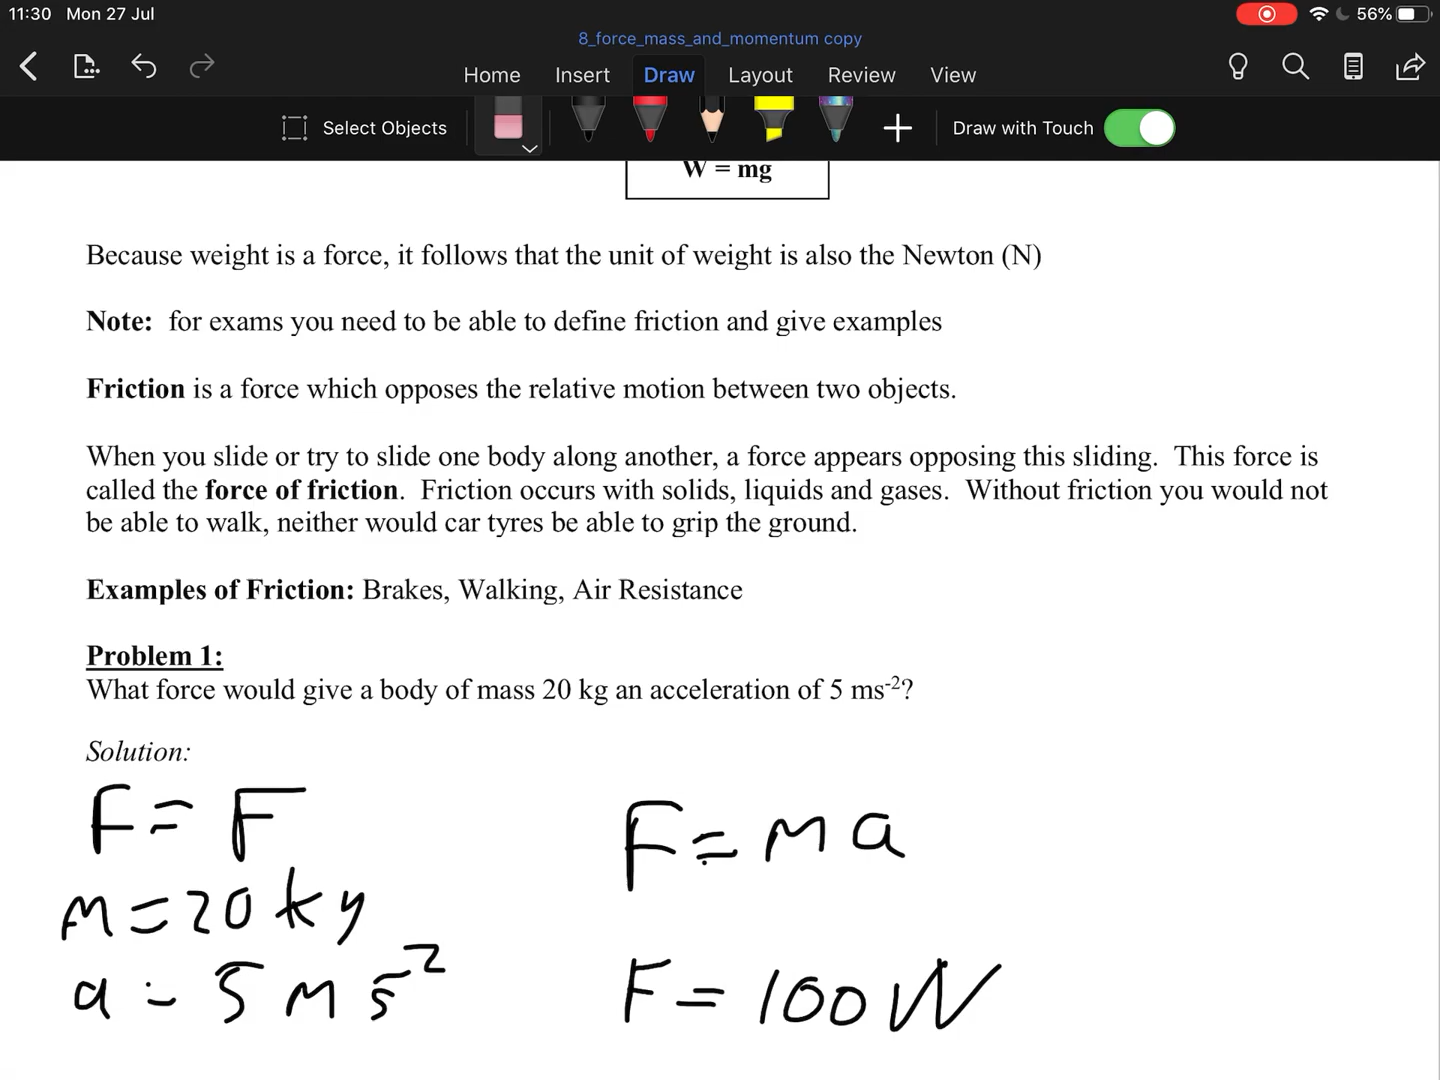 11:30 Mon 27 Jul 56%
8_force_mass_and_momentum copy
Home Insert Draw Layout Review View
Select Objects Draw with Touch
W = mg
Because weight is a force, it follows that the unit of weight is also the Newton (N)
Note: for exams you need to be able to define friction and give examples
Friction is a force which opposes the relative motion between two objects.
When you slide or try to slide one body along another, a force appears opposing this sliding. This force is
called the force of friction. Friction occurs with solids, liquids and gases. Without friction you would not
be able to walk, neither would car tyres be able to grip the ground.
Examples of Friction: Brakes, Walking, Air Resistance
Problem 1:
What force would give a body of mass 20 kg an acceleration of 5 ms⁻²?
Solution:
F = F
F = ma
m = 20 kg
a = 5 m s⁻²
F = 100 N